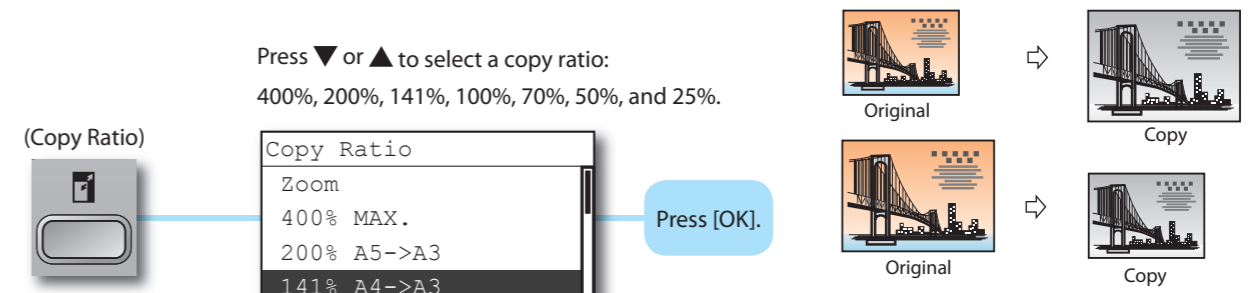 Press ▼ or ▲ to select a copy ratio:
400%, 200%, 141%, 100%, 70%, 50%, and 25%.
(Copy Ratio)
Copy Ratio
Zoom
400% MAX.
200% A5->A3
141% A4->A3
Press [OK].
Original
Copy
Original
Copy